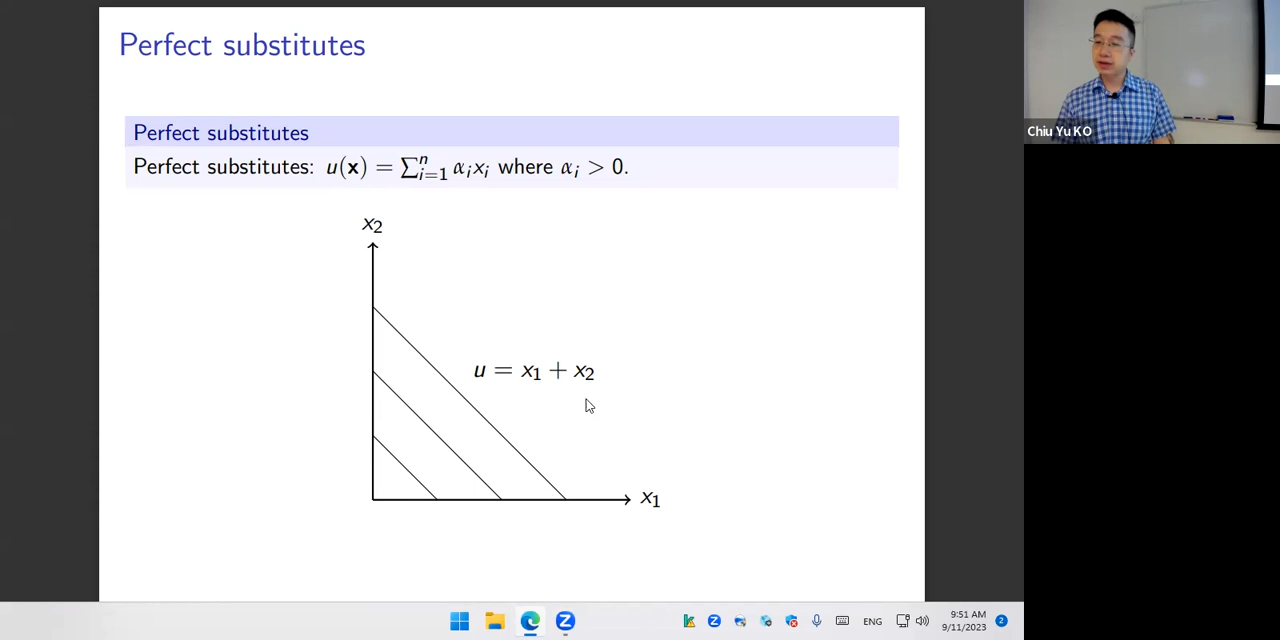 Perfect substitutes
Perfect substitutes
Perfect substitutes: u(x) = ∑ⁿᵢ₌₁ αᵢxᵢ where αᵢ > 0.
x₂
u = x₁ + x₂
x₁
Chiu Yu KO
ENG
9:51 AM
9/11/2023
2